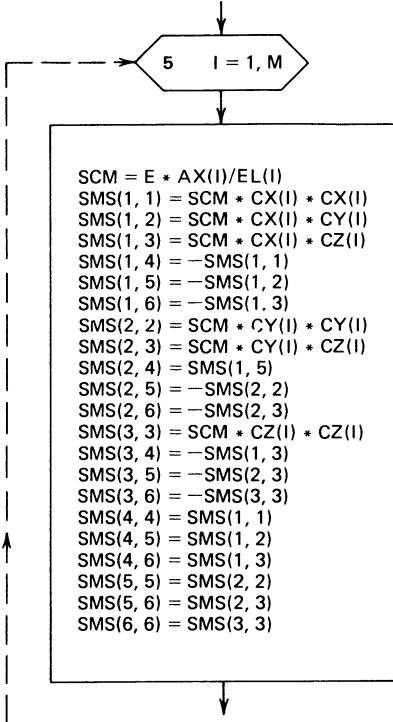 5 I = 1, M
SCM = E * AX(I)/EL(I)
SMS(1, 1) = SCM * CX(I) * CX(I)
SMS(1, 2) = SCM * CX(I) * CY(I)
SMS(1, 3) = SCM * CX(I) * CZ(I)
SMS(1, 4) = —SMS(1, 1)
SMS(1, 5) = —SMS(1, 2)
SMS(1, 6) = —SMS(1, 3)
SMS(2, 2) = SCM * CY(I) * CY(I)
SMS(2, 3) = SCM * CY(I) * CZ(I)
SMS(2, 4) = SMS(1, 5)
SMS(2, 5) = —SMS(2, 2)
SMS(2, 6) = —SMS(2, 3)
SMS(3, 3) = SCM * CZ(I) * CZ(I)
SMS(3, 4) = —SMS(1, 3)
SMS(3, 5) = —SMS(2, 3)
SMS(3, 6) = —SMS(3, 3)
SMS(4, 4) = SMS(1, 1)
SMS(4, 5) = SMS(1, 2)
SMS(4, 6) = SMS(1, 3)
SMS(5, 5) = SMS(2, 2)
SMS(5, 6) = SMS(2, 3)
SMS(6, 6) = SMS(3, 3)